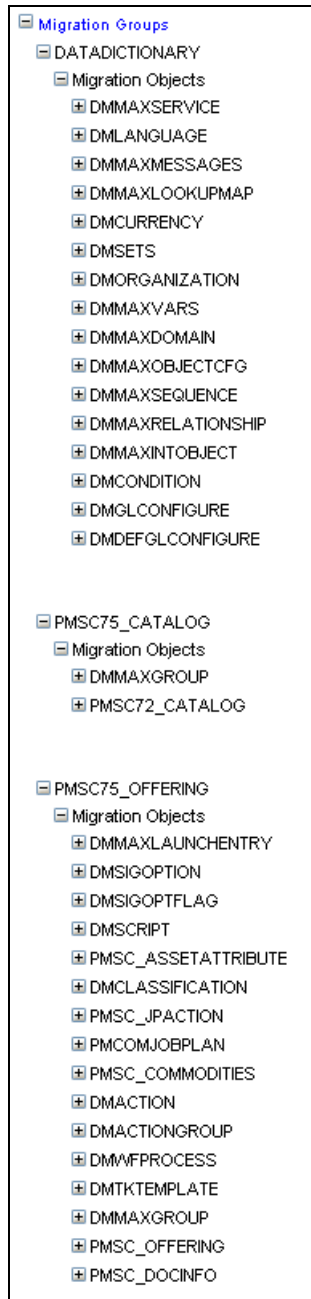 Migration Groups
DATADICTIONARY
Migration Objects
DMMAXSERVICE
DMLANGUAGE
DMMAXMESSAGES
DMMAXLOOKUPMAP
DMCURRENCY
DMSETS
DMORGANIZATION
DMMAXVARS
DMMAXDOMAIN
DMMAXOBJECTCFG
DMMAXSEQUENCE
DMMAXRELATIONSHIP
DMMAXINTOBJECT
DMCONDITION
DMGLCONFIGURE
DMDEFGLCONFIGURE
PMSC75_CATALOG
Migration Objects
DMMAXGROUP
PMSC72_CATALOG
PMSC75_OFFERING
Migration Objects
DMMAXLAUNCHENTRY
DMSIGOPTION
DMSIGOPTFLAG
DMSCRIPT
PMSC_ASSETATTRIBUTE
DMCLASSIFICATION
PMSC_JPACTION
PMCOMJOBPLAN
PMSC_COMMODITIES
DMACTION
DMACTIONGROUP
DMWFPROCESS
DMTKTEMPLATE
DMMAXGROUP
PMSC_OFFERING
PMSC_DOCINFO